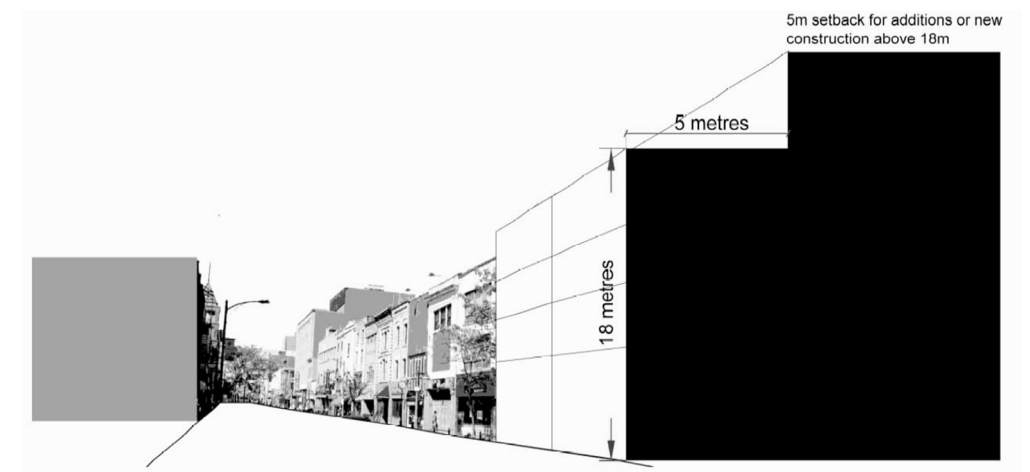 5m setback for additions or new
construction above 18m
5 metres
18 metres